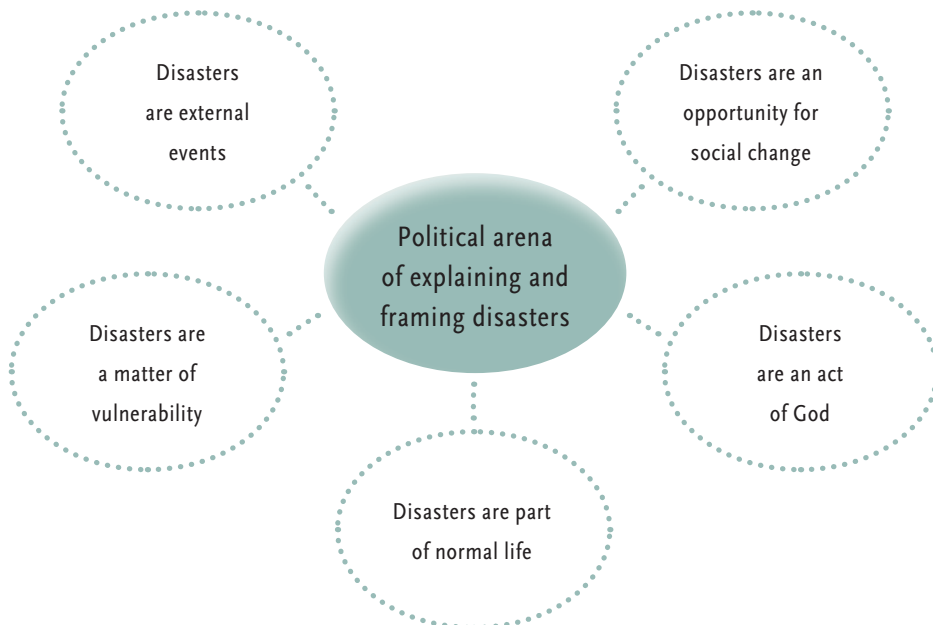 Disasters
are external
events
Disasters are an
opportunity for
social change
Political arena
of explaining and
framing disasters
Disasters are
a matter of
vulnerability
Disasters
are an act
of God
Disasters are part
of normal life